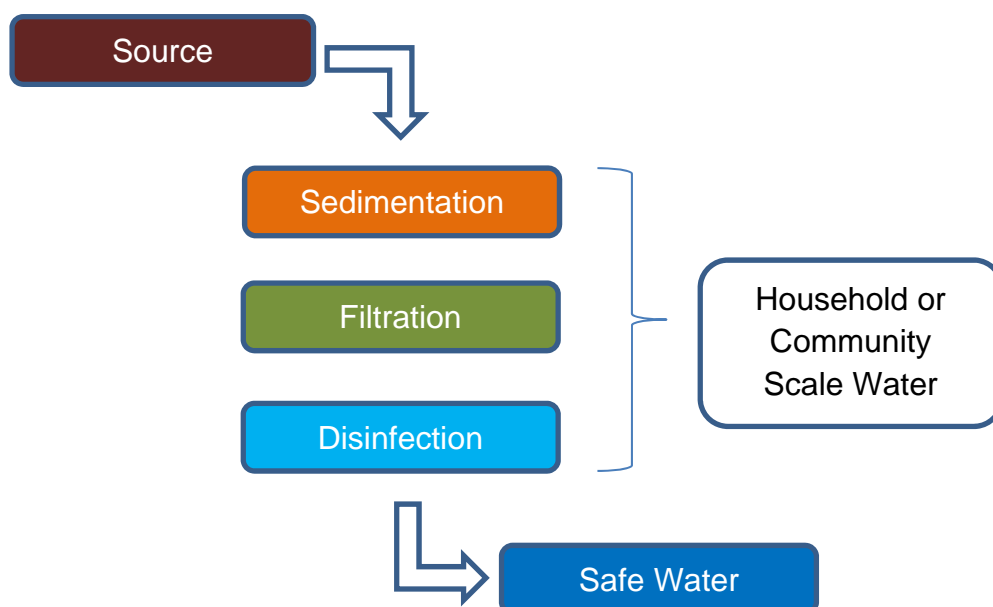 Source
Sedimentation
Filtration
Disinfection
Household or
Community
Scale Water
Safe Water